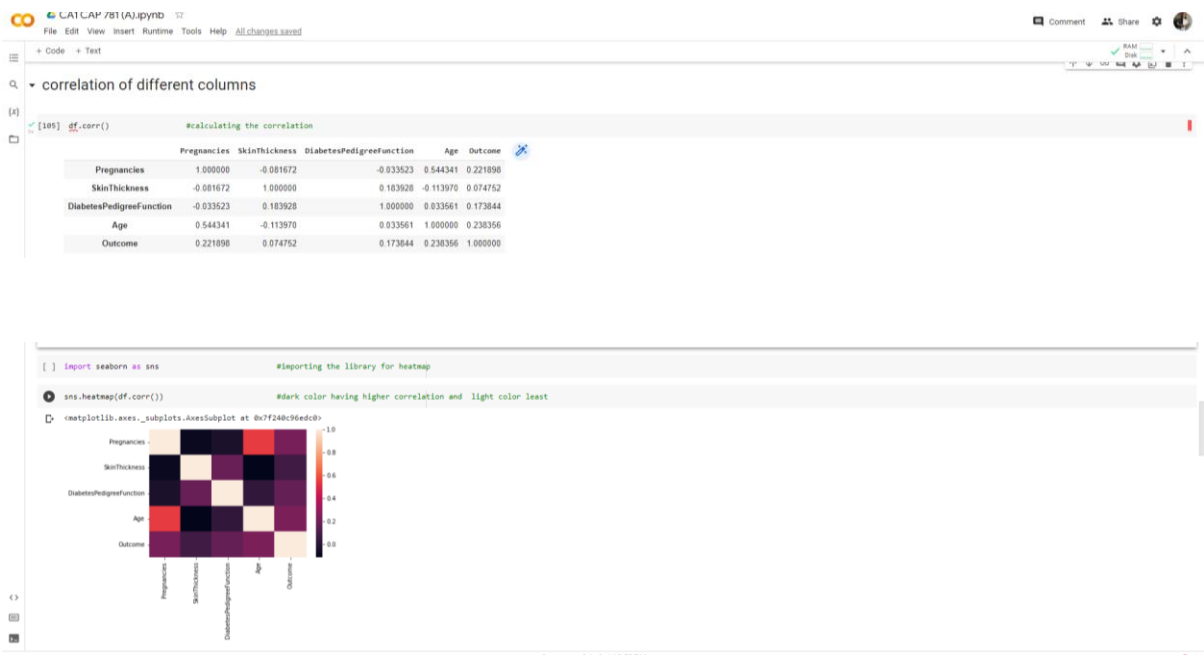 CA1 CAP 781 (A).ipynb
File Edit View Insert Runtime Tools Help All changes saved
Comment Share
+ Code + Text
RAM
Disk
correlation of different columns
{x}
[105] df.corr() #calculating the correlation
Pregnancies SkinThickness DiabetesPedigreeFunction Age Outcome
Pregnancies 1.000000 -0.081672 -0.033523 0.544341 0.221898
SkinThickness -0.081672 1.000000 0.183928 -0.113970 0.074752
DiabetesPedigreeFunction -0.033523 0.183928 1.000000 0.033561 0.173844
Age 0.544341 -0.113970 0.033561 1.000000 0.238356
Outcome 0.221898 0.074752 0.173844 0.238356 1.000000
[ ] import seaborn as sns #importing the library for heatmap
sns.heatmap(df.corr()) #dark color having higher correlation and light color least
<matplotlib.axes._subplots.AxesSubplot at 0x7f240c96edc0>
Pregnancies
SkinThickness
DiabetesPedigreeFunction
Age
Outcome
1.0
0.8
0.6
0.4
0.2
0.0
Pregnancies
SkinThickness
DiabetesPedigreeFunction
Age
Outcome